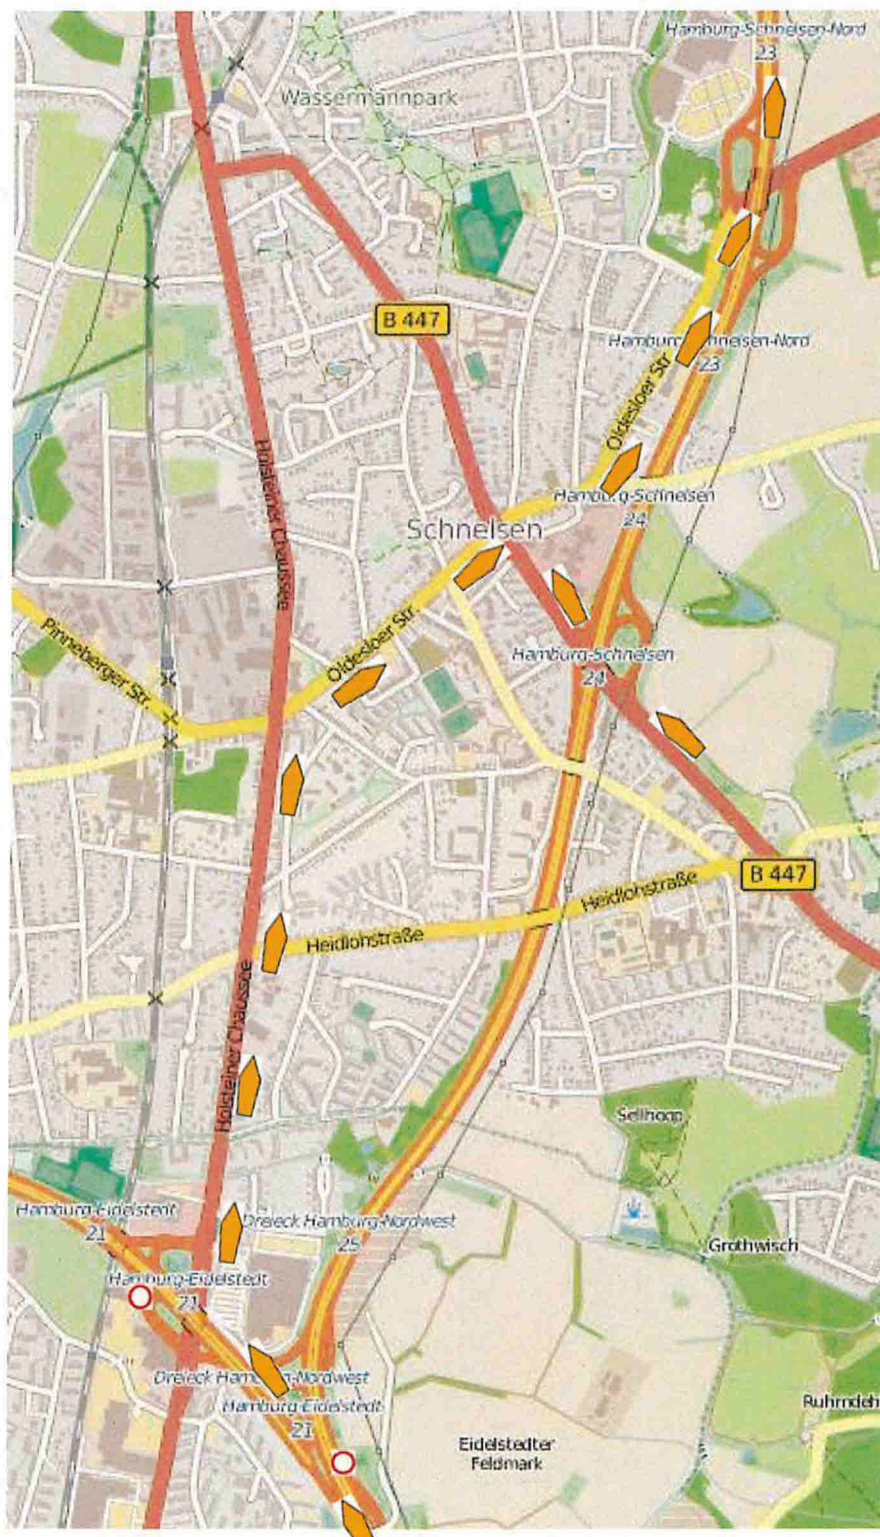 Hamburg-Schnelsen-Nord
23
Wassermannpark
B 447
Hamburg-Schnelsen-Nord
23
Oldesloer Str.
Holsteiner Chaussee
Hamburg-Schnelsen
24
Schnelsen
Pinneberger Str.
Oldesloer Str.
Hamburg-Schnelsen
24
B 447
Heidlohstraße
Heidlohstraße
Holsteiner Chaussee
Sellhoop
Hamburg-Eidelstedt
21
Dreieck Hamburg-Nordwest
25
Grothwisch
Hamburg-Eidelstedt
21
Dreieck Hamburg-Nordwest
Hamburg-Eidelstedt
21
Ruhmdeh
Eidelstedter
Feldmark